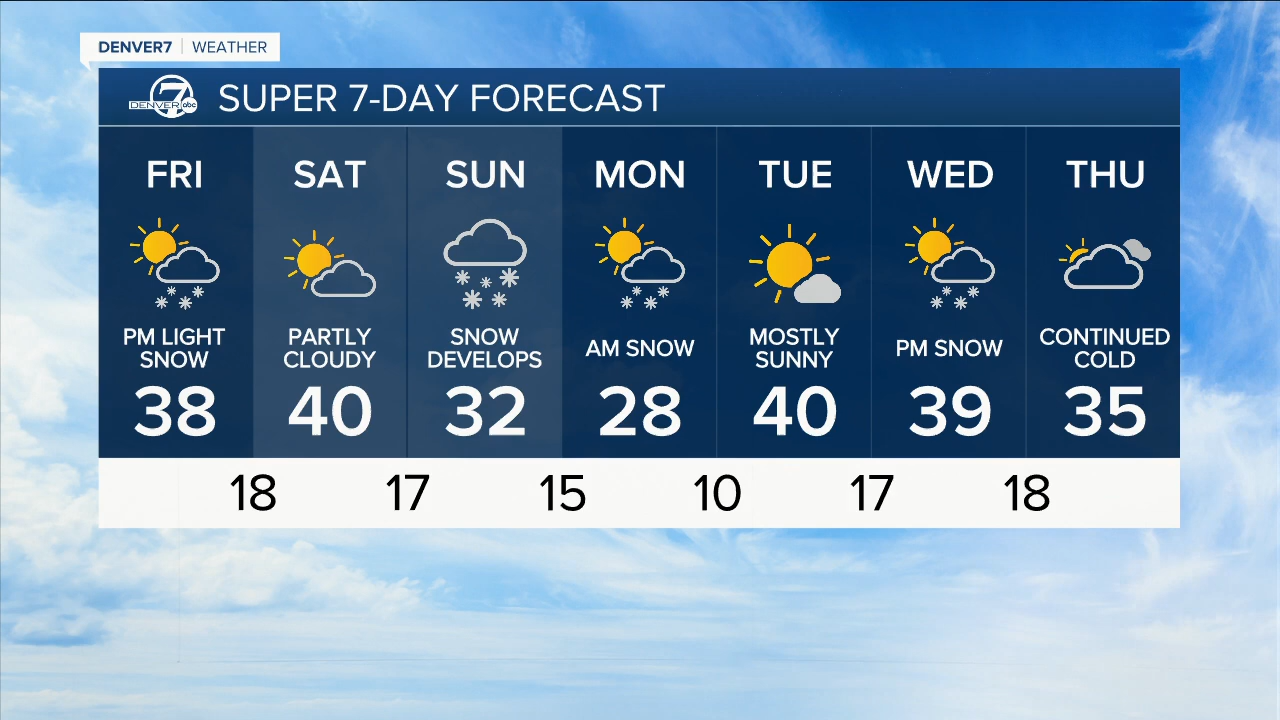 DENVER7 | WEATHER
7
DENVER abc
SUPER 7-DAY FORECAST
FRI SAT SUN MON TUE WED THU
PM LIGHT
SNOW
PARTLY
CLOUDY
SNOW
DEVELOPS
AM SNOW
MOSTLY
SUNNY
PM SNOW
CONTINUED
COLD
38 40 32 28 40 39 35
18 17 15 10 17 18